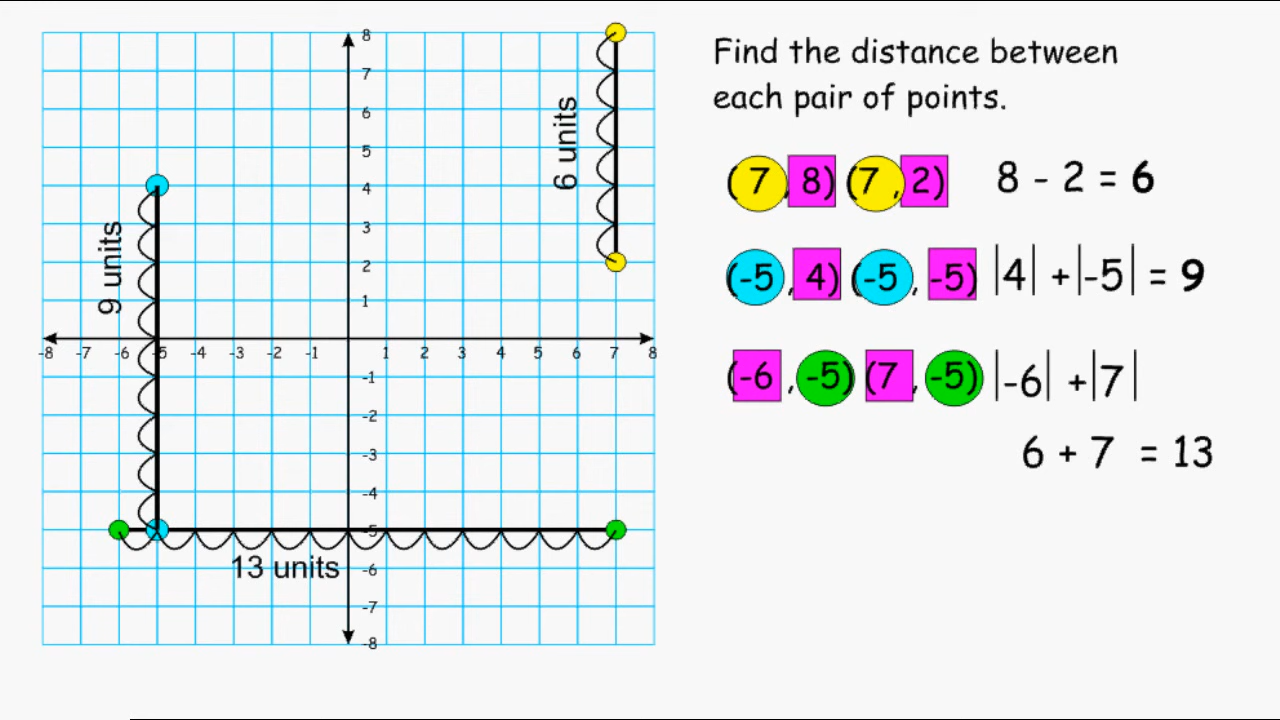 Find the distance between
each pair of points.
(7, 8) (7, 2) 8 - 2 = 6
(-5, 4) (-5, -5) |4| + |-5| = 9
(-6, -5) (7, -5) |-6| + |7|
6 + 7 = 13
6 units
9 units
13 units
8
7
6
5
4
3
2
1
-8 -7 -6 -5 -4 -3 -2 -1 1 2 3 4 5 6 7 8
-1
-2
-3
-4
-5
-6
-7
-8